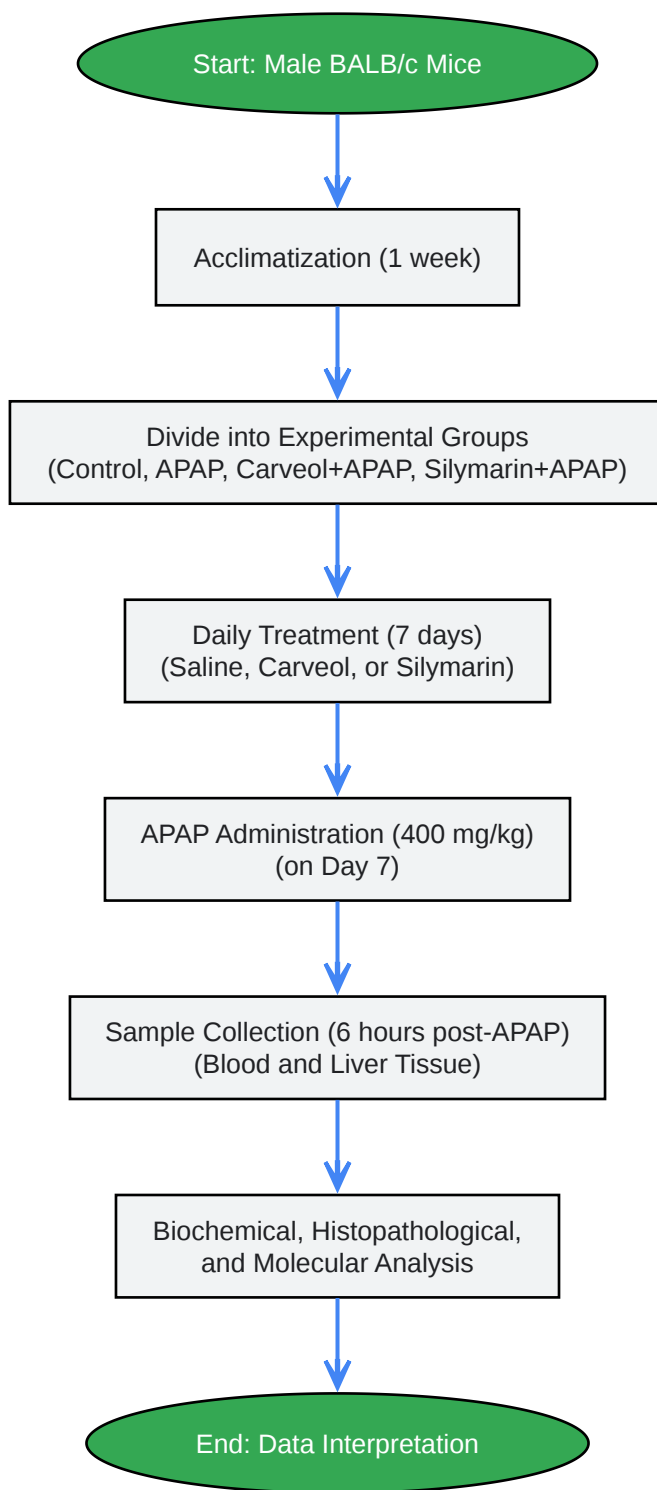 Start: Male BALB/c Mice
Acclimatization (1 week)
Divide into Experimental Groups
(Control, APAP, Carveol+APAP, Silymarin+APAP)
Daily Treatment (7 days)
(Saline, Carveol, or Silymarin)
APAP Administration (400 mg/kg)
(on Day 7)
Sample Collection (6 hours post-APAP)
(Blood and Liver Tissue)
Biochemical, Histopathological,
and Molecular Analysis
End: Data Interpretation